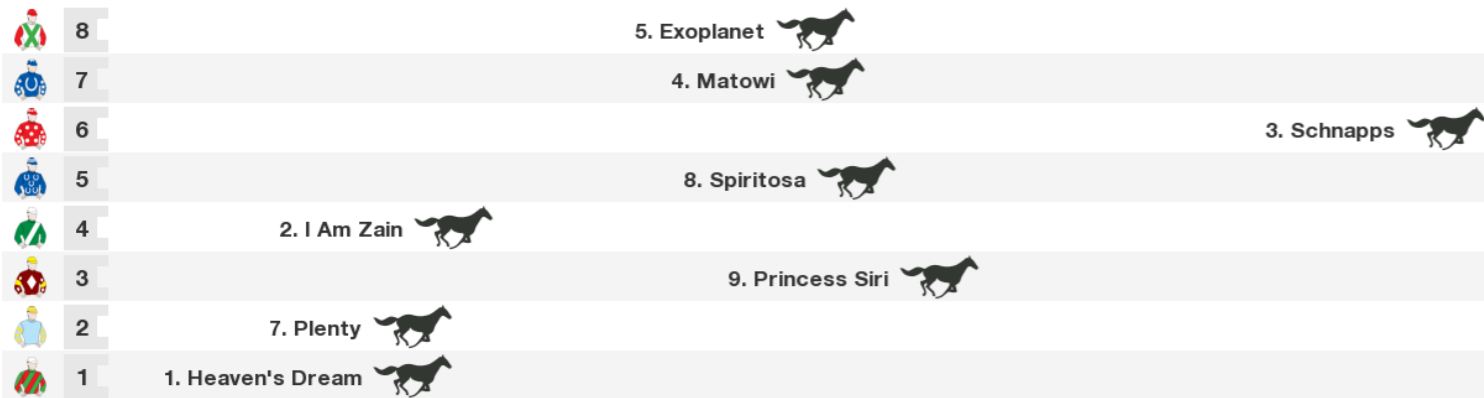 8 5. Exoplanet
7 4. Matowi
6 3. Schnapps
5 8. Spiritosa
4 2. I Am Zain
3 9. Princess Siri
2 7. Plenty
1 1. Heaven's Dream